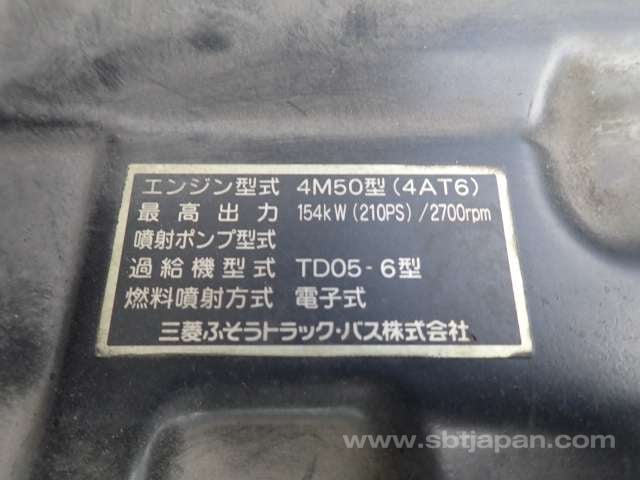 エンジン型式 4M50型(4AT6)
最高出力 154kW(210PS)/2700rpm
噴射ポンプ型式
過給機型式 TD05-6型
燃料噴射方式 電子式
三菱ふそうトラック・バス株式会社
www.sbtjapan.com